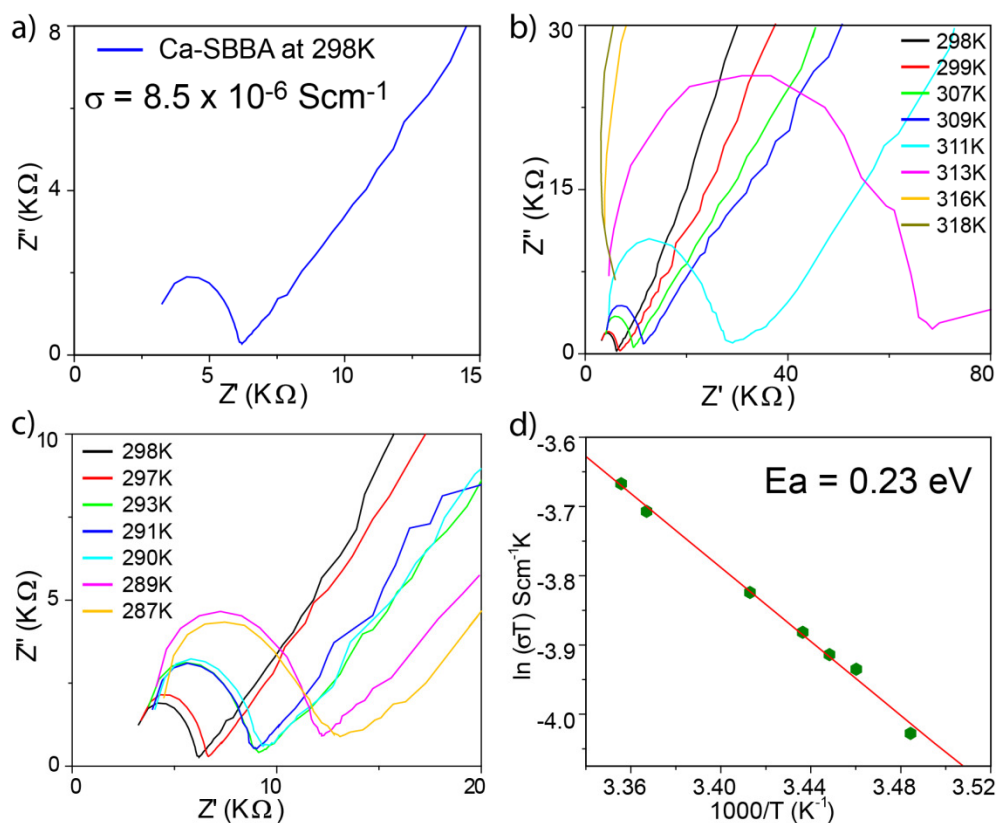 a)
8
4
0
Z'' (KΩ)
Ca-SBBA at 298K
σ = 8.5 x 10-6 Scm-1
0
5
10
15
Z' (KΩ)
b)
30
15
0
Z'' (KΩ)
298K
299K
307K
309K
311K
313K
316K
318K
0
40
80
Z' (KΩ)
c)
10
5
0
Z'' (KΩ)
298K
297K
293K
291K
290K
289K
287K
0
10
20
Z' (KΩ)
d)
-3.6
-3.7
-3.8
-3.9
-4.0
ln (σT) Scm-1K
Ea = 0.23 eV
3.36
3.40
3.44
3.48
3.52
1000/T (K-1)